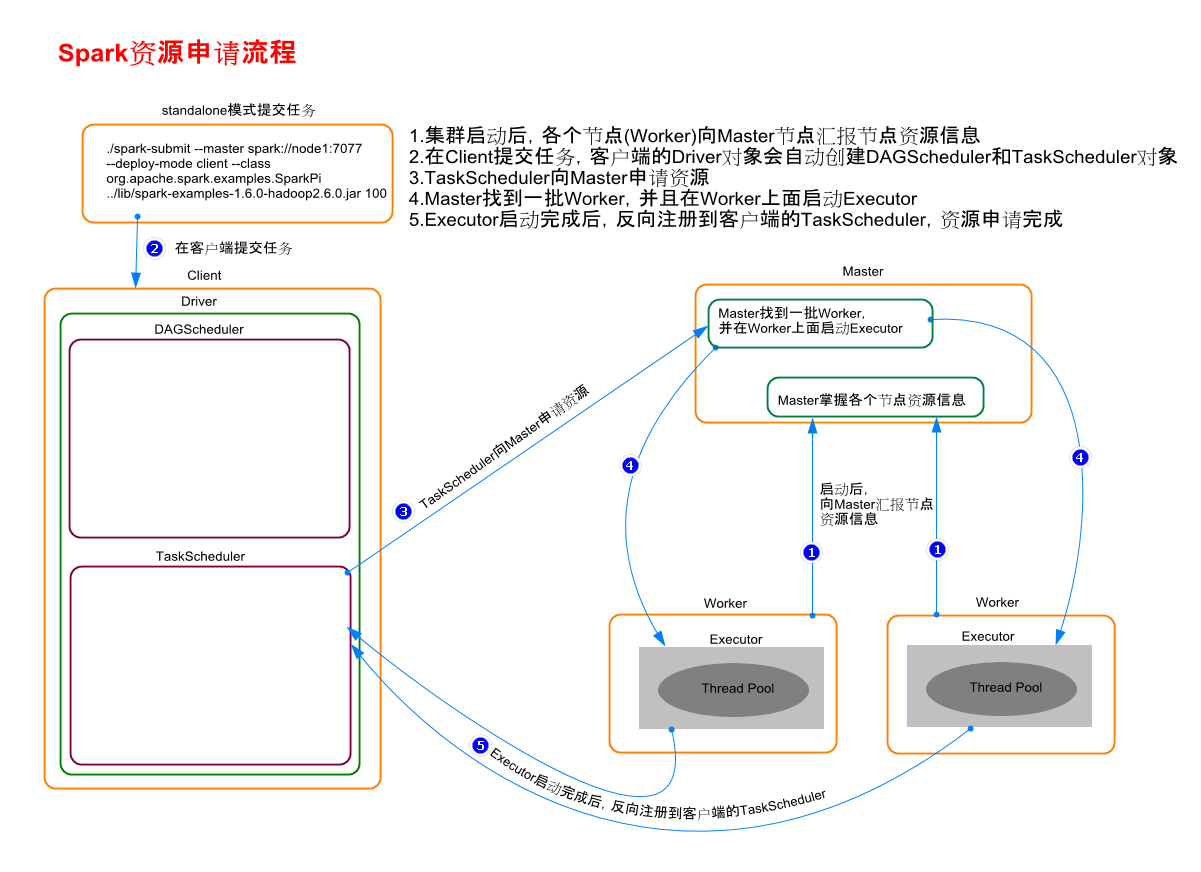 Spark资源申请流程
standalone模式提交任务
./spark-submit --master spark://node1:7077
--deploy-mode client --class
org.apache.spark.examples.SparkPi
../lib/spark-examples-1.6.0-hadoop2.6.0.jar 100
1.集群启动后, 各个节点(Worker)向Master节点汇报节点资源信息
2.在Client提交任务, 客户端的Driver对象会自动创建DAGScheduler和TaskScheduler对象
3.TaskScheduler向Master申请资源
4.Master找到一批Worker, 并且在Worker上面启动Executor
5.Executor启动完成后, 反向注册到客户端的TaskScheduler, 资源申请完成
2
在客户端提交任务
Client
Driver
DAGScheduler
TaskScheduler
3
TaskScheduler向Master申请资源
Master
Master找到一批Worker,
并在Worker上面启动Executor
Master掌握各个节点资源信息
4
4
启动后,
向Master汇报节点
资源信息
1
1
Worker
Executor
Thread Pool
Worker
Executor
Thread Pool
5
Executor启动完成后, 反向注册到客户端的TaskScheduler